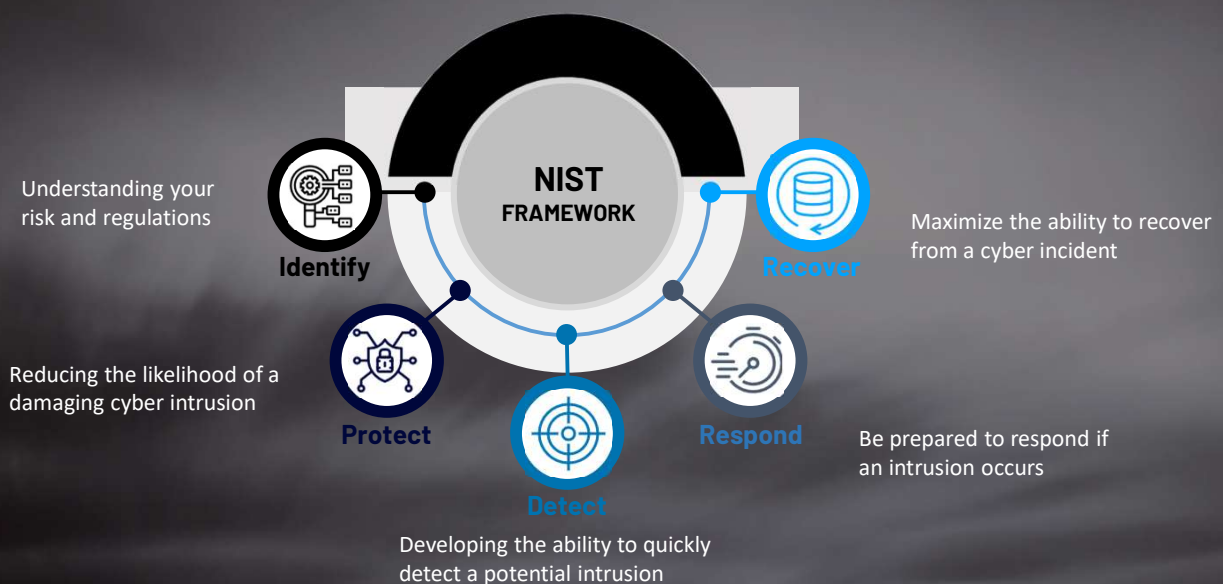 NIST
FRAMEWORK
Identify
Understanding your
risk and regulations
Protect
Reducing the likelihood of a
damaging cyber intrusion
Detect
Developing the ability to quickly
detect a potential intrusion
Respond
Be prepared to respond if
an intrusion occurs
Recover
Maximize the ability to recover
from a cyber incident